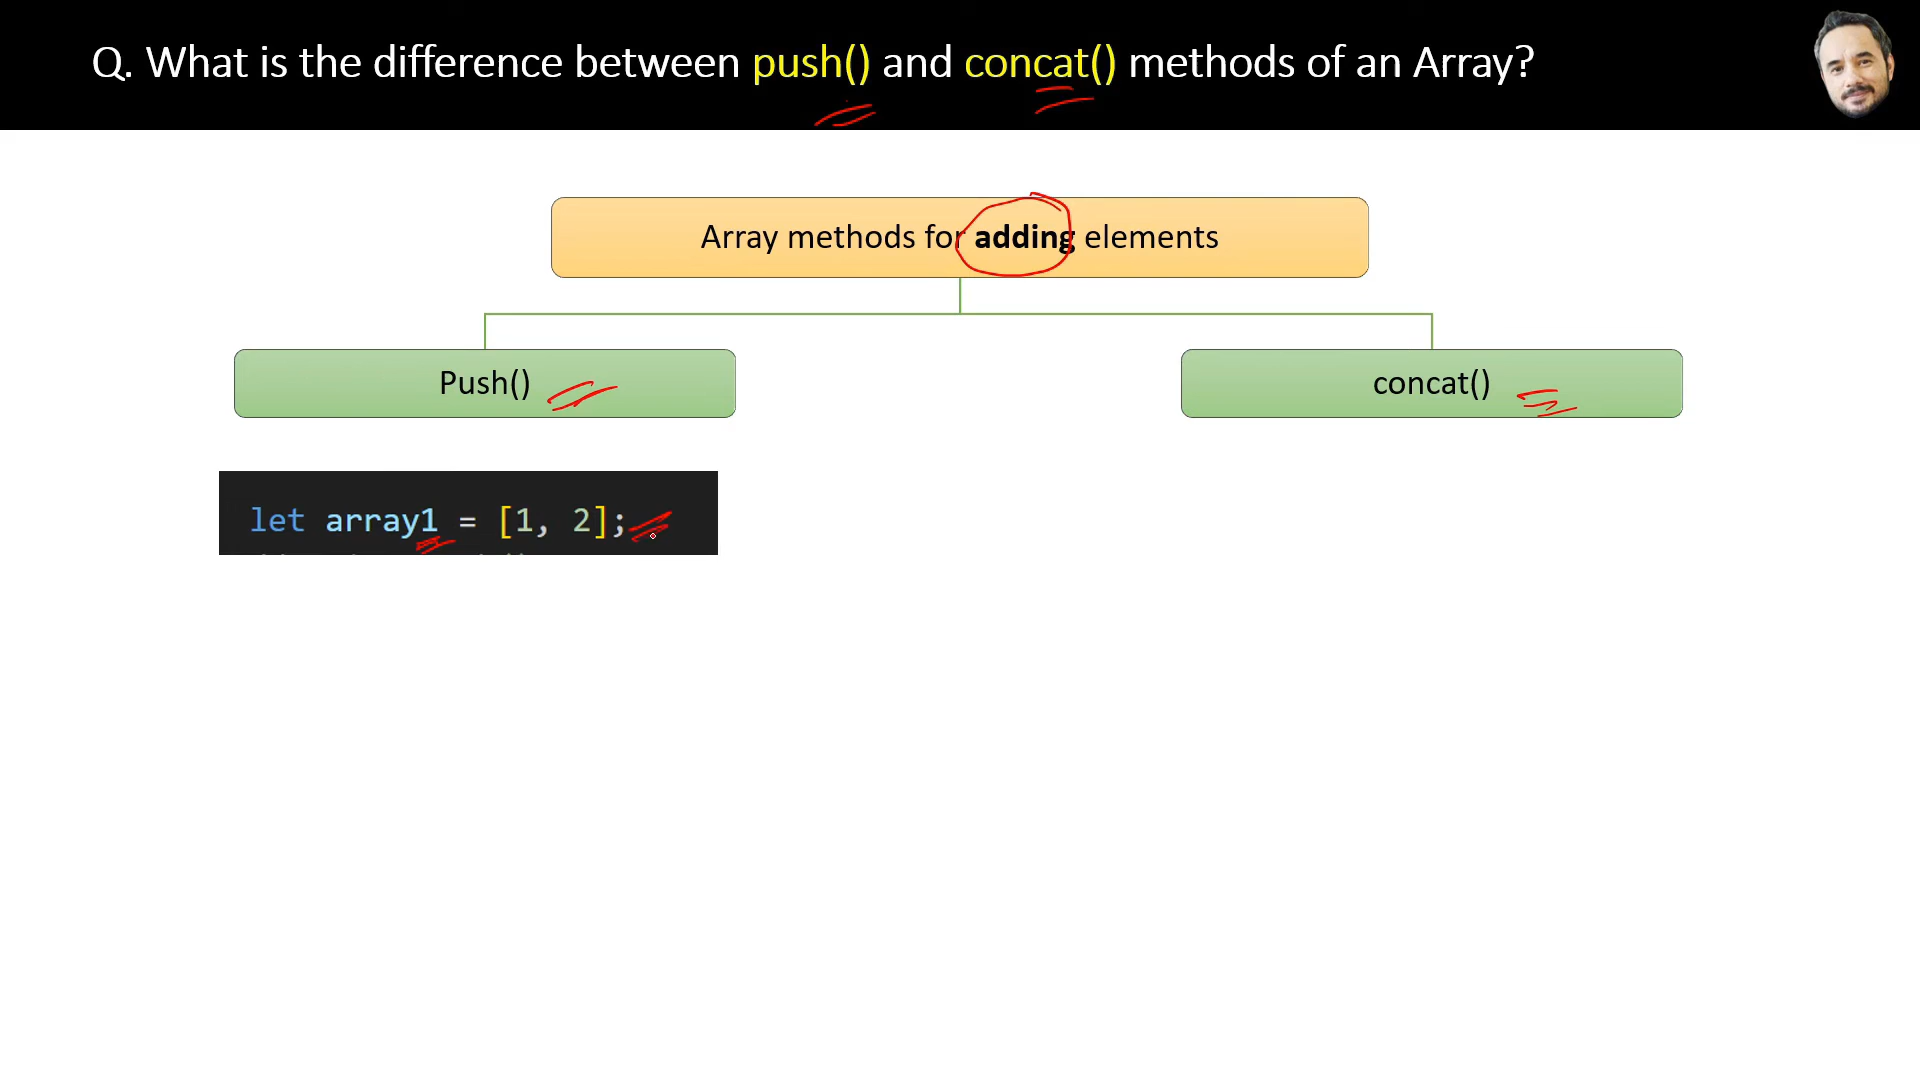 Q. What is the difference between push() and concat() methods of an Array?
Array methods for adding elements
Push()
concat()
let array1 = [1, 2];